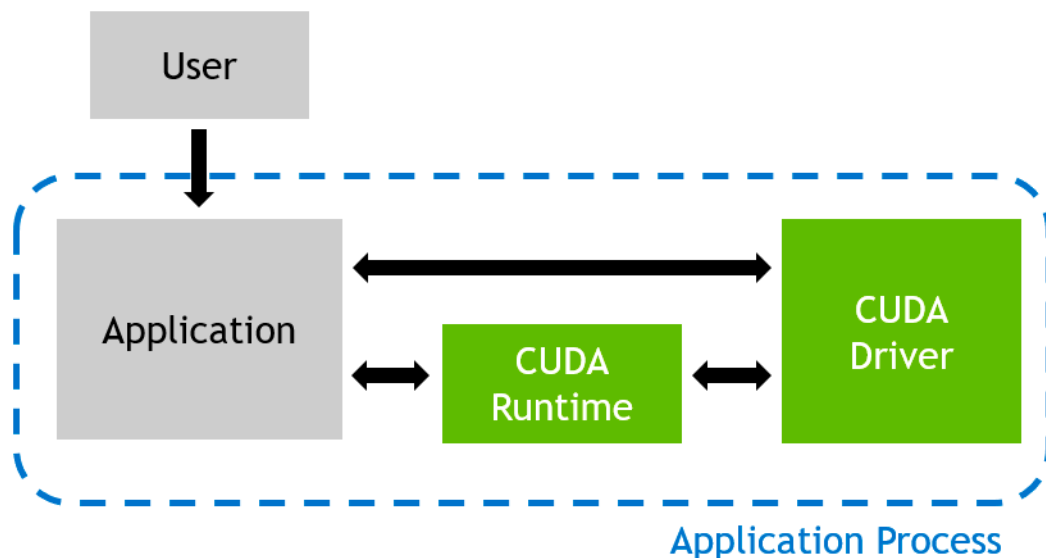 User
Application
CUDA
Runtime
CUDA
Driver
Application Process